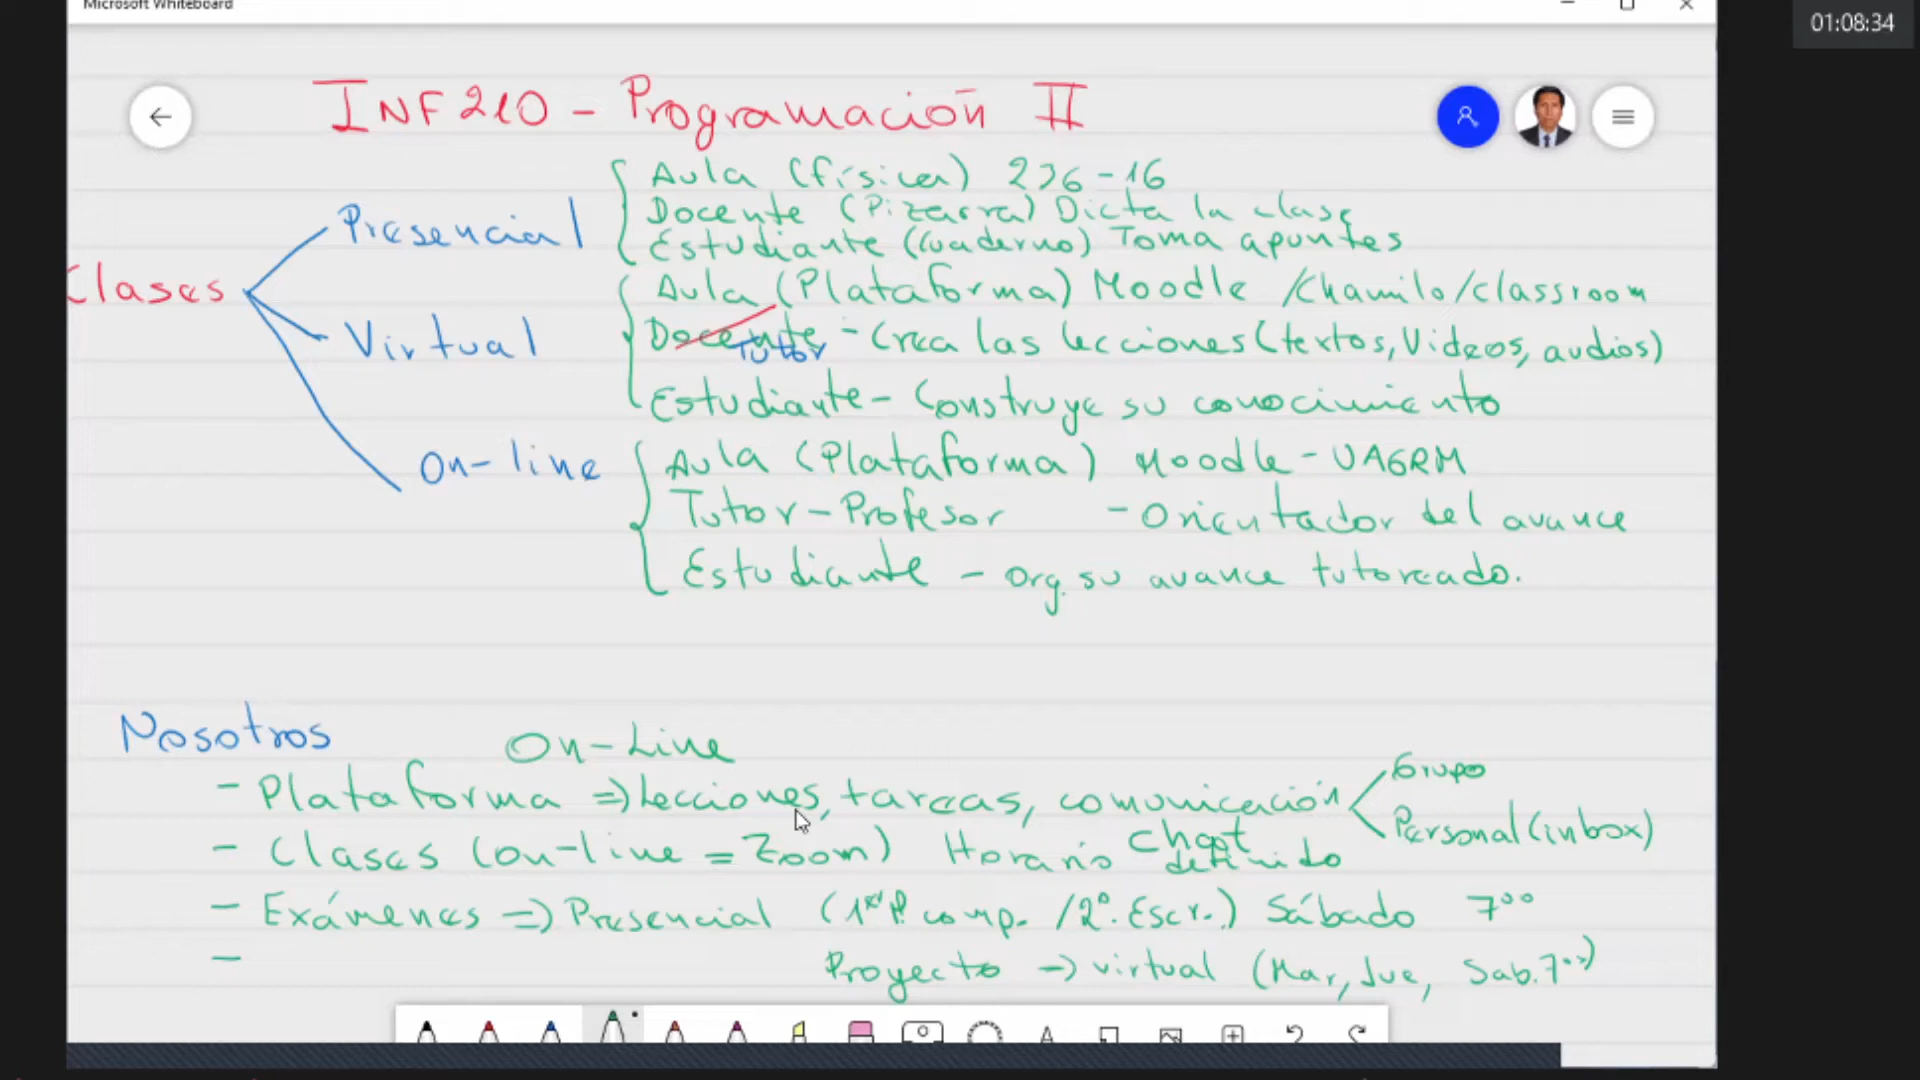 Microsoft Whiteboard
01:08:34
INF210 - Programación II
Clases
Presencial
Aula (física) 236-16
Docente (Pizarra) Dicta la clase
Estudiante (Cuaderno) Toma apuntes
Virtual
Aula (Plataforma) Moodle /Chamilo/classroom
Docente - Crea las lecciones (textos, Videos, audios)
Tutor
Estudiante - Construye su conocimiento
On-line
Aula (Plataforma) Moodle - UAGRM
Tutor - Profesor - Orientador del avance
Estudiante - org. su avance tutoreado.
Nosotros
On-Line
- Plataforma => Lecciones, tareas, comunicación
Grupo
Personal (inbox)
Chat
- Clases (on-line = Zoom) Horario definido
- Exámenes => Presencial (1er P. comp. /2º. Escr.) Sábado 7ºº
-
Proyecto -> virtual (Mar, Jue, Sab. 7ºº)